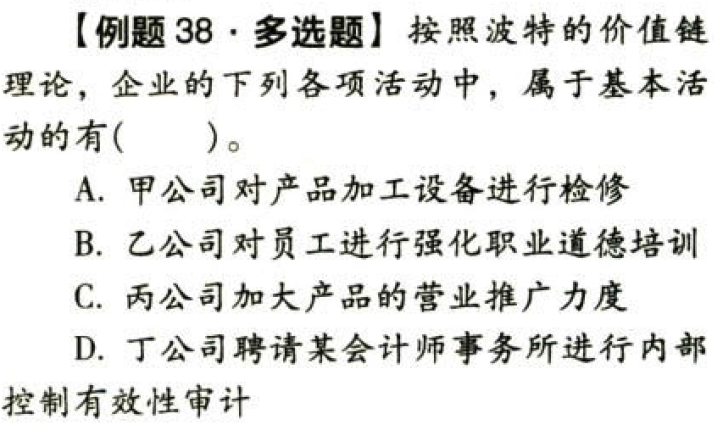 【例题38·多选题】按照波特的价值链
理论，企业的下列各项活动中，属于基本活
动的有(　　)。
A. 甲公司对产品加工设备进行检修
B. 乙公司对员工进行强化职业道德培训
C. 丙公司加大产品的营业推广力度
D. 丁公司聘请某会计师事务所进行内部
控制有效性审计